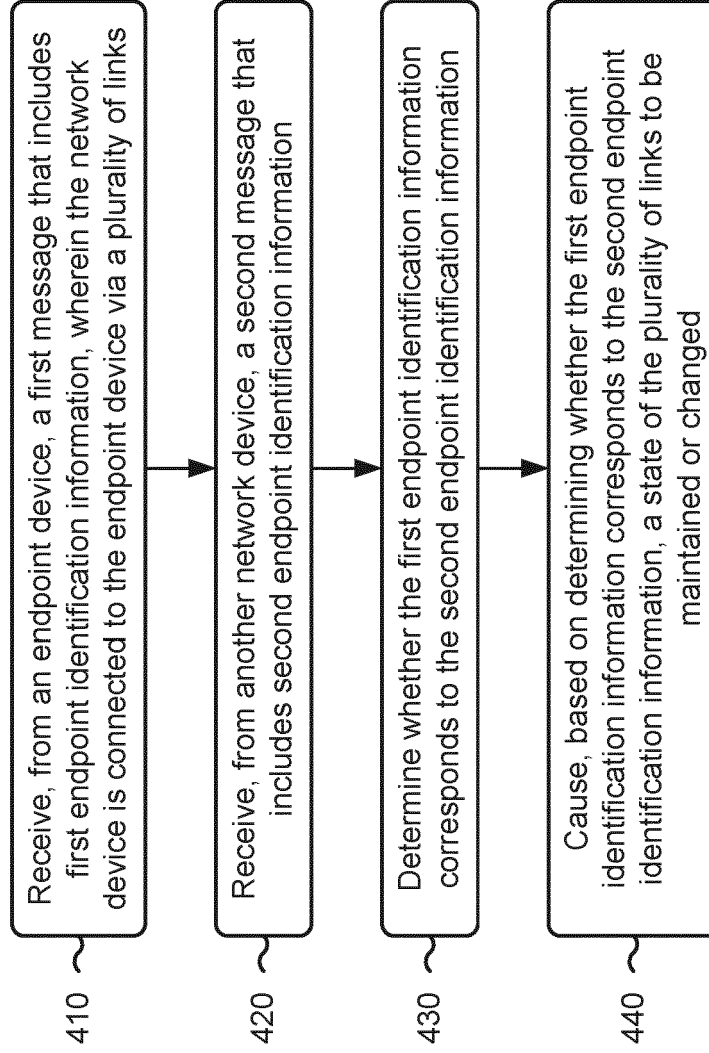 410
Receive, from an endpoint device, a first message that includes
first endpoint identification information, wherein the network
device is connected to the endpoint device via a plurality of links
420
Receive, from another network device, a second message that
includes second endpoint identification information
430
Determine whether the first endpoint identification information
corresponds to the second endpoint identification information
440
Cause, based on determining whether the first endpoint
identification information corresponds to the second endpoint
identification information, a state of the plurality of links to be
maintained or changed